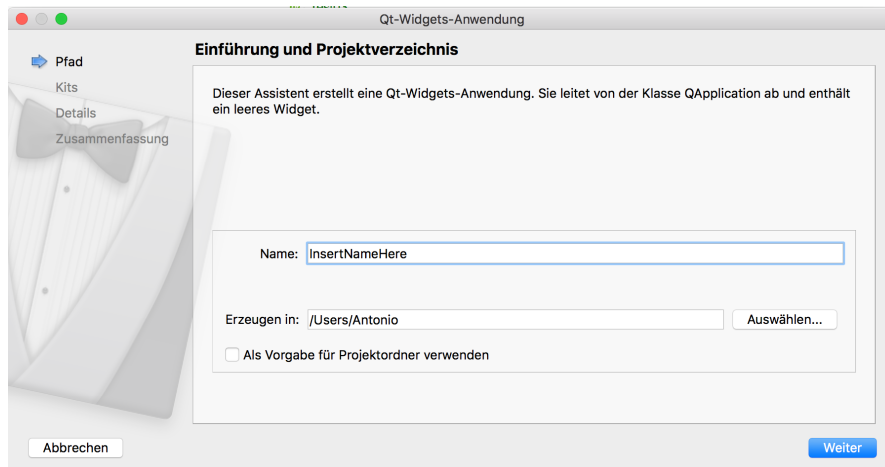 Qt-Widgets-Anwendung
Einführung und Projektverzeichnis
Pfad
Kits
Details
Zusammenfassung
Dieser Assistent erstellt eine Qt-Widgets-Anwendung. Sie leitet von der Klasse QApplication ab und enthält
ein leeres Widget.
Name: InsertNameHere
Erzeugen in: /Users/Antonio Auswählen...
Als Vorgabe für Projektordner verwenden
Abbrechen Weiter